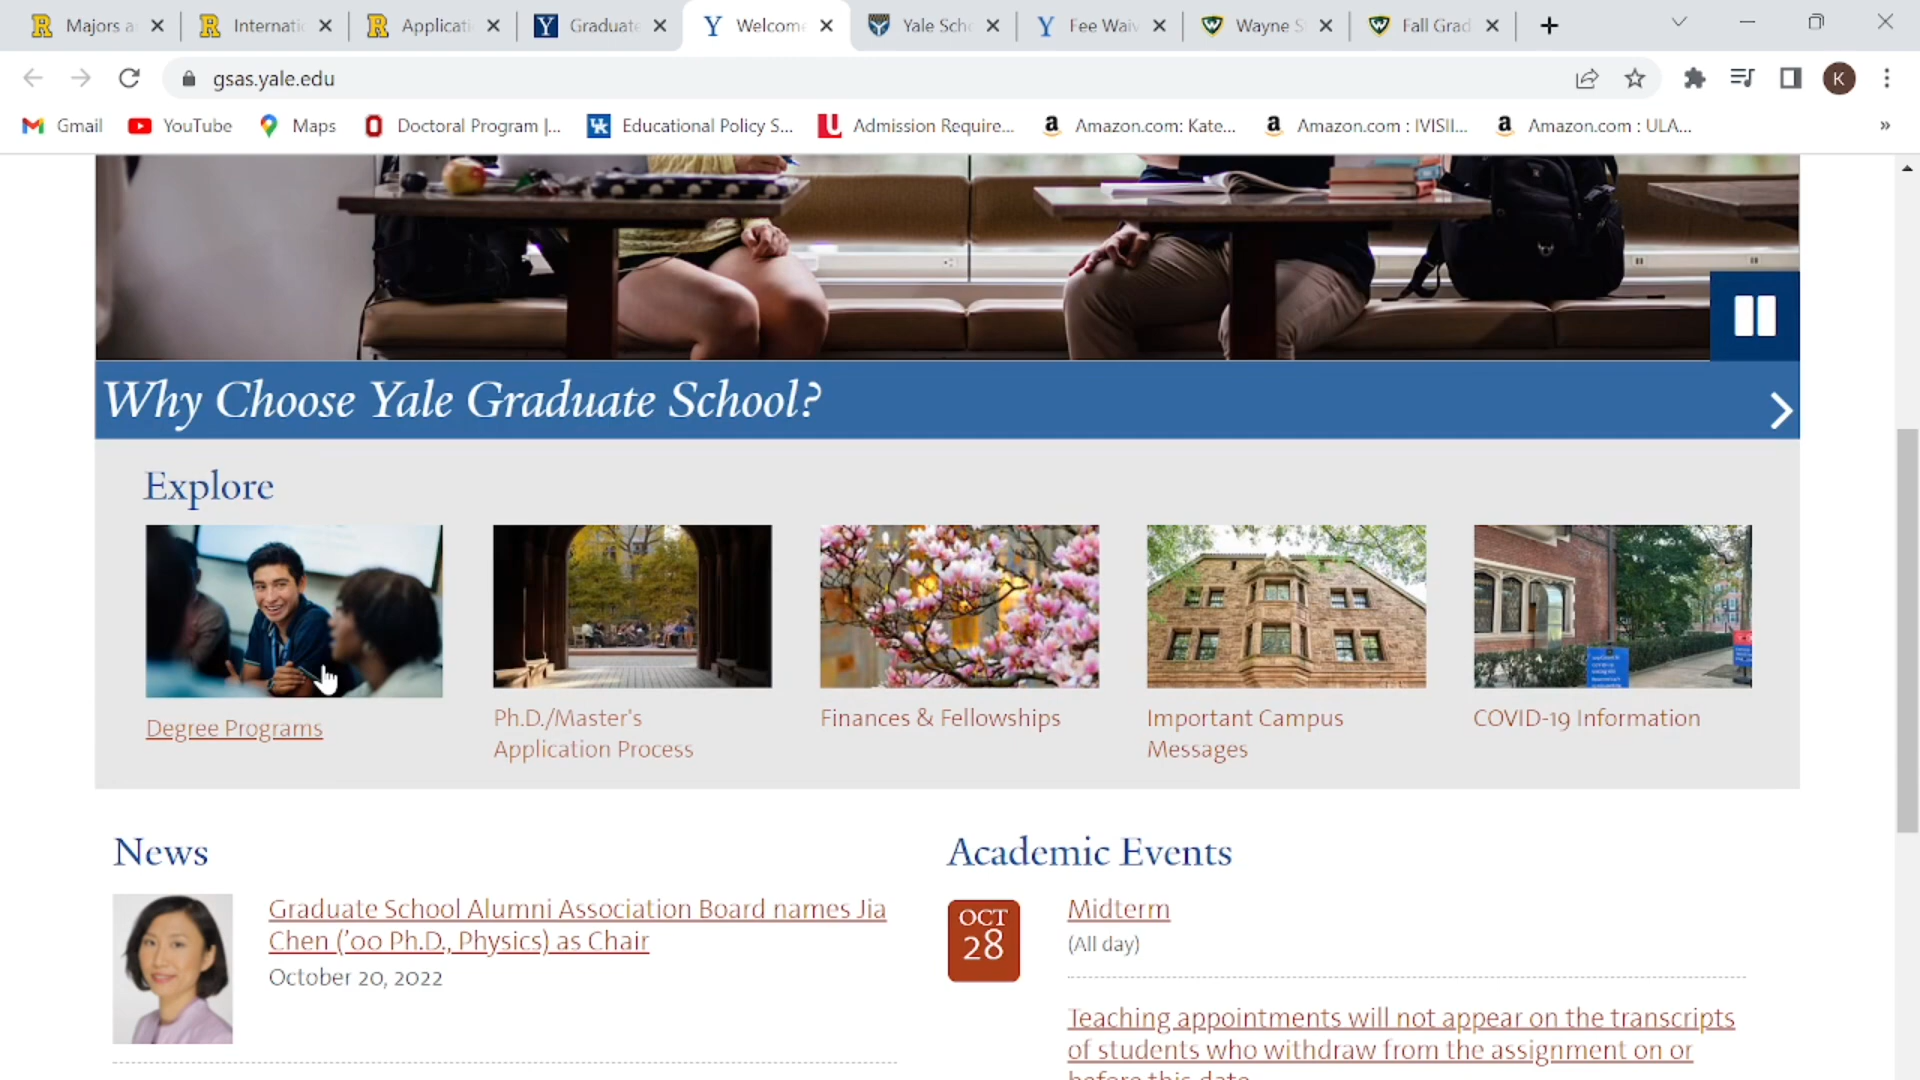 Majors a
Internatio
Applicati
Graduate
Welcom
Yale Scho
Fee Waiv
Wayne S
Fall Grad
gsas.yale.edu
K
Gmail
YouTube
Maps
Doctoral Program |...
Educational Policy S...
Admission Require...
Amazon.com: Kate...
Amazon.com : IVISII...
Amazon.com : ULA...
»
Why Choose Yale Graduate School?
Explore
Degree Programs
Ph.D./Master's
Application Process
Finances & Fellowships
Important Campus
Messages
COVID-19 Information
News
Graduate School Alumni Association Board names Jia
Chen ('00 Ph.D., Physics) as Chair
October 20, 2022
Academic Events
OCT
28
Midterm
(All day)
Teaching appointments will not appear on the transcripts
of students who withdraw from the assignment on or
before this date